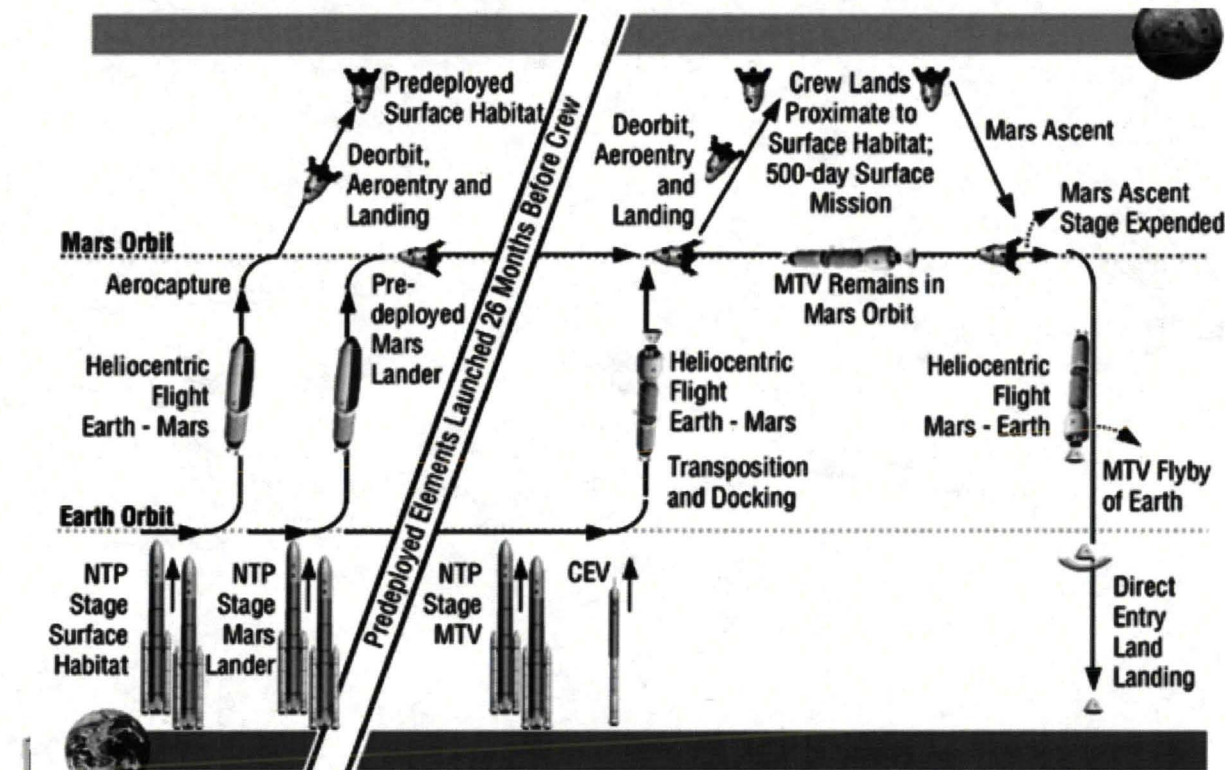 Predeployed
Surface Habitat
Deorbit,
Aeroentry and
Landing
Mars Orbit
Aerocapture
Pre-
deployed
Mars
Lander
Heliocentric
Flight
Earth - Mars
Earth Orbit
NTP
Stage
Surface
Habitat
NTP
Stage
Mars
Lander
Predeployed Elements Launched 26 Months Before Crew
Deorbit,
Aeroentry
and
Landing
Crew Lands
Proximate to
Surface Habitat;
500-day Surface
Mission
Mars Ascent
Mars Ascent
Stage Expended
MTV Remains in
Mars Orbit
Heliocentric
Flight
Earth - Mars
Transposition
and Docking
Heliocentric
Flight
Mars - Earth
MTV Flyby
of Earth
NTP
Stage
MTV
CEV
Direct
Entry
Land
Landing